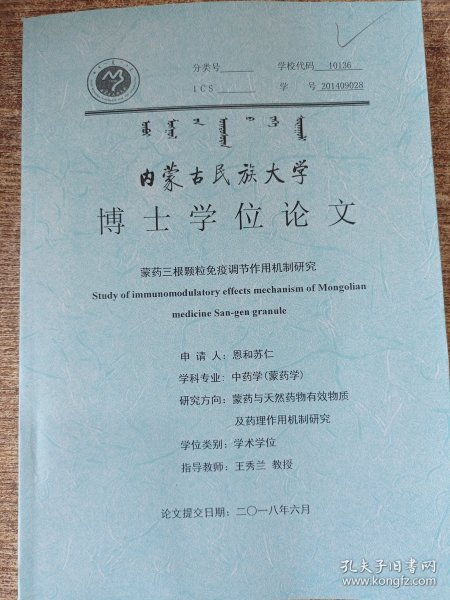 分类号
学校代码 10136
ICS
学 号 201409028
内蒙古民族大学
博士学位论文
蒙药三根颗粒免疫调节作用机制研究
Study of immunomodulatory effects mechanism of Mongolian
medicine San-gen granule
申 请 人：恩和苏仁
学科专业：中药学(蒙药学)
研究方向：蒙药与天然药物有效物质
及药理作用机制研究
学位类别：学术学位
指导教师：王秀兰 教授
论文提交日期：二〇一八年六月
孔夫子旧书网
www.kongfz.com